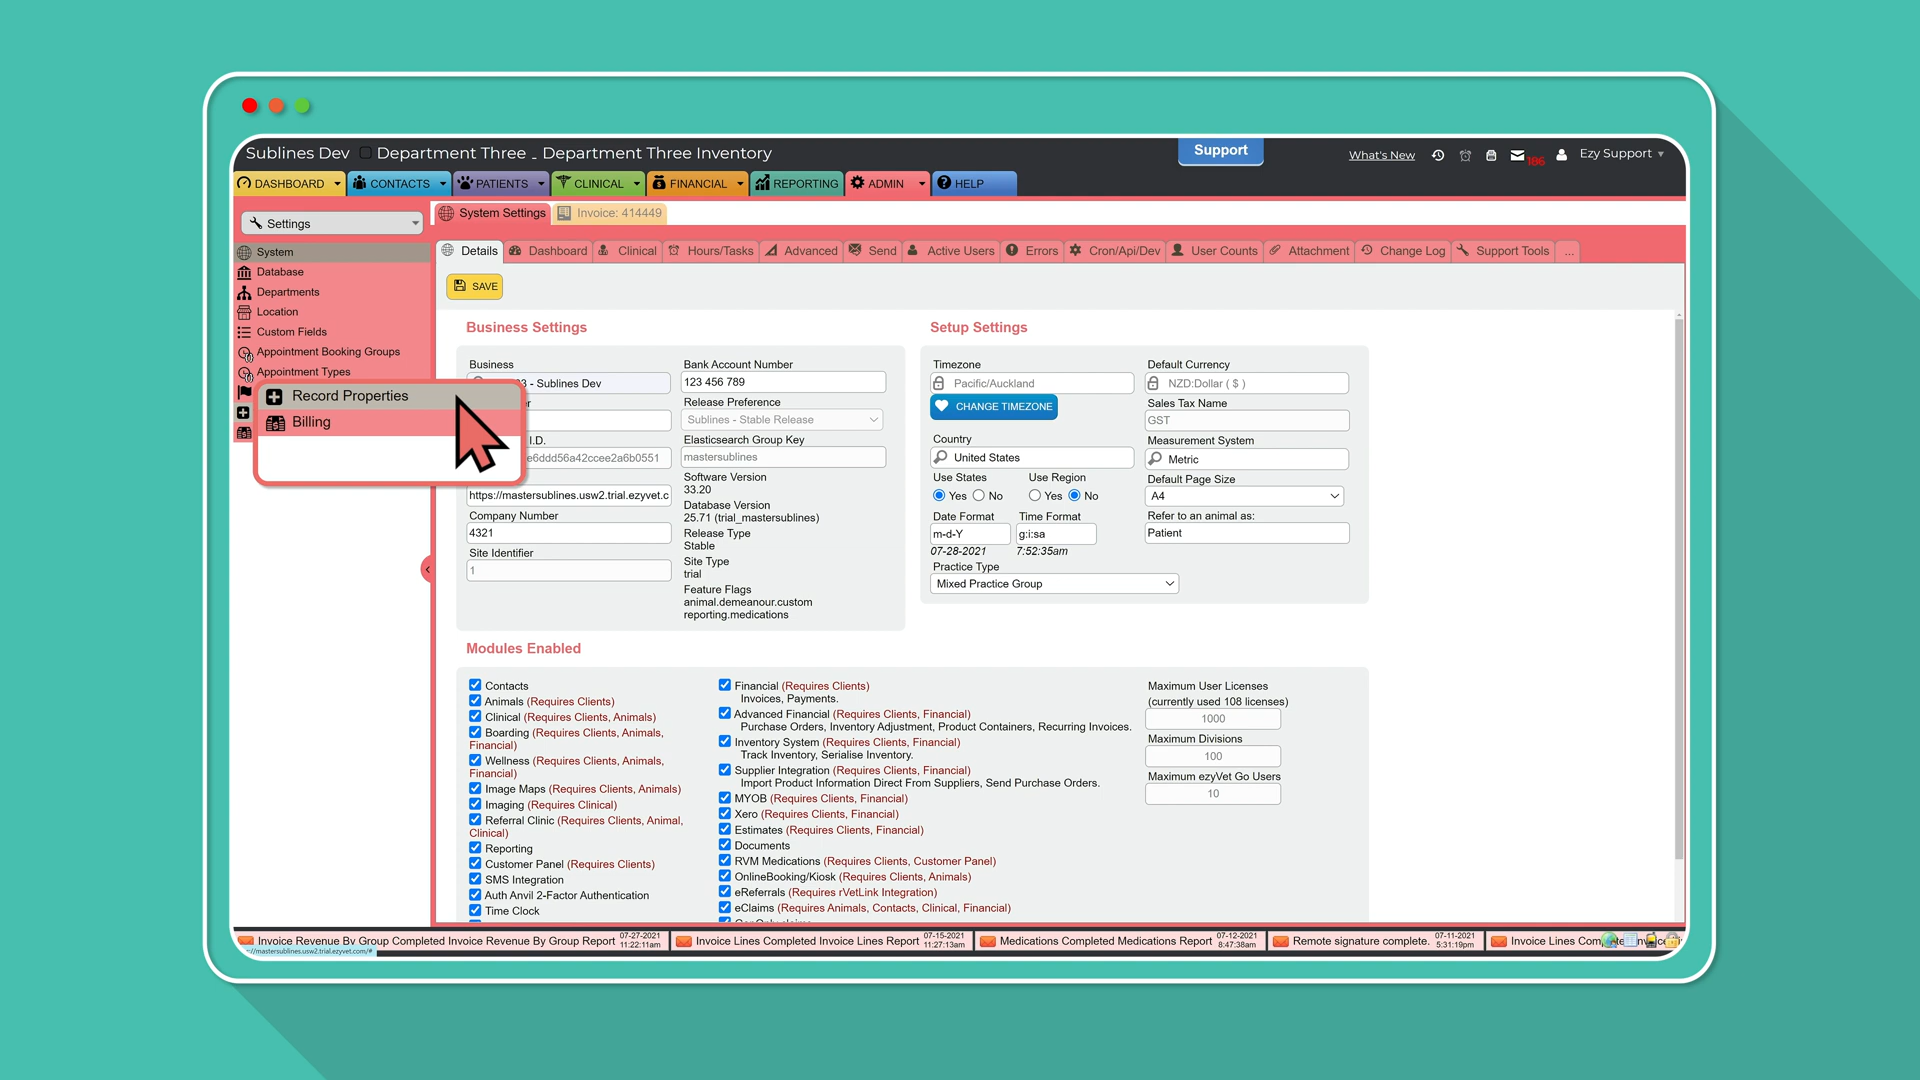 Sublines Dev Department Three - Department Three Inventory
Support
What's New
186
Ezy Support
DASHBOARD
CONTACTS
PATIENTS
CLINICAL
FINANCIAL
REPORTING
ADMIN
HELP
Settings
System Settings
Invoice: 414449
System
Database
Departments
Location
Custom Fields
Appointment Booking Groups
Appointment Types
Record Properties
Billing
Details
Dashboard
Clinical
Hours/Tasks
Advanced
Send
Active Users
Errors
Cron/Api/Dev
User Counts
Attachment
Change Log
Support Tools
...
SAVE
Business Settings
Business
3 - Sublines Dev
I.D.
e6ddd56a42ccee2a6b0551
https://mastersublines.usw2.trial.ezyvet.c
Company Number
4321
Site Identifier
1
Bank Account Number
123 456 789
Release Preference
Sublines - Stable Release
Elasticsearch Group Key
mastersublines
Software Version
33.20
Database Version
25.71 (trial_mastersublines)
Release Type
Stable
Site Type
trial
Feature Flags
animal.demeanour.custom
reporting.medications
Setup Settings
Timezone
Pacific/Auckland
CHANGE TIMEZONE
Country
United States
Use States
Yes No
Use Region
Yes No
Date Format
m-d-Y
07-28-2021
Time Format
g:i:sa
7:52:35am
Practice Type
Mixed Practice Group
Default Currency
NZD:Dollar ( $ )
Sales Tax Name
GST
Measurement System
Metric
Default Page Size
A4
Refer to an animal as:
Patient
Modules Enabled
Contacts
Animals (Requires Clients)
Clinical (Requires Clients, Animals)
Boarding (Requires Clients, Animals,
Financial)
Wellness (Requires Clients, Animals,
Financial)
Image Maps (Requires Clients, Animals)
Imaging (Requires Clinical)
Referral Clinic (Requires Clients, Animal,
Clinical)
Reporting
Customer Panel (Requires Clients)
SMS Integration
Auth Anvil 2-Factor Authentication
Time Clock
Financial (Requires Clients)
Invoices, Payments.
Advanced Financial (Requires Clients, Financial)
Purchase Orders, Inventory Adjustment, Product Containers, Recurring Invoices.
Inventory System (Requires Clients, Financial)
Track Inventory, Serialise Inventory.
Supplier Integration (Requires Clients, Financial)
Import Product Information Direct From Suppliers, Send Purchase Orders.
MYOB (Requires Clients, Financial)
Xero (Requires Clients, Financial)
Estimates (Requires Clients, Financial)
Documents
RVM Medications (Requires Clients, Customer Panel)
OnlineBooking/Kiosk (Requires Clients, Animals)
eReferrals (Requires rVetLink Integration)
eClaims (Requires Animals, Contacts, Clinical, Financial)
Maximum User Licenses
(currently used 108 licenses)
1000
Maximum Divisions
100
Maximum ezyVet Go Users
10
Invoice Revenue By Group Completed Invoice Revenue By Group Report 07-27-2021 11:22:11am
Invoice Lines Completed Invoice Lines Report 07-15-2021 11:27:13am
Medications Completed Medications Report 07-12-2021 8:47:38am
Remote signature complete. 07-11-2021 5:31:19pm
Invoice Lines Com
//mastersublines.usw2.trial.ezyvet.com/#